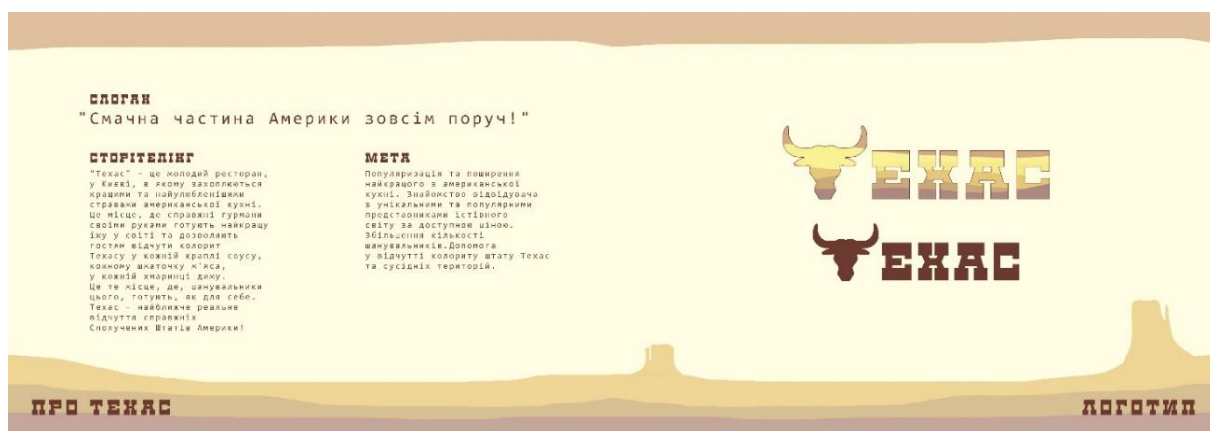 СЛОГАН
"Смачна частина Америки зовсім поруч!"
СТОРІТЕЛІНГ
"Техас" – це молодий ресторан,
у Києві, в якому захоплюються
кращими та найулюбленішими
стравами американської кухні.
Це місце, де справжні гурмани
своїми руками готують найкращу
їжу у світі та дозволяють
гостям відчути колорит
Техасу у кожній краплі соусу,
кожному шматочку м'яса,
у кожній хмаринці диму.
Це те місце, де, шанувальники
цього, готують, як для себе.
Техас – найближче реальне
відчуття справжніх
Сполучених Штатів Америки!
МЕТА
Популяризація та поширення
найкращого з американської
кухні. Знайомство відвідувача
з унікальними та популярними
представниками їстівного
світу за доступною ціною.
Збільшення кількості
шанувальників.Допомога
у відчутті колориту штату Техас
та сусідніх територій.
ТЕХАС
ТЕХАС
ПРО ТЕХАС
ЛОГОТИП